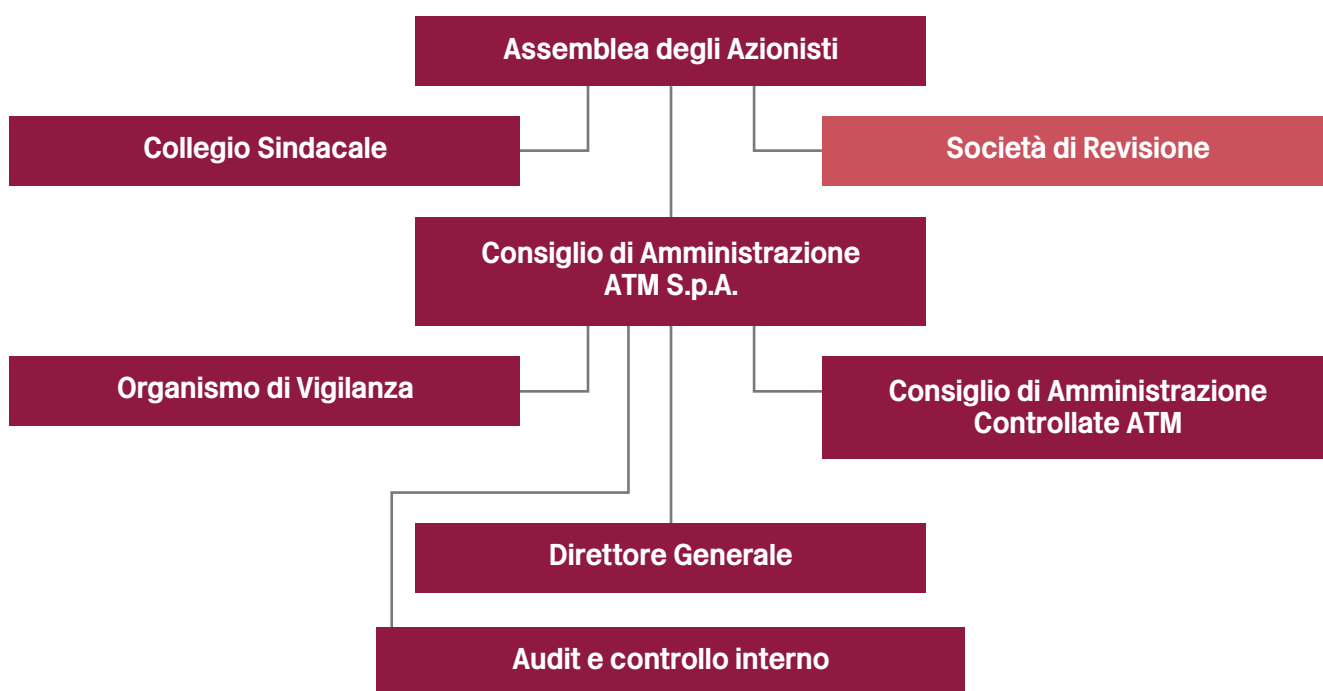 Assemblea degli Azionisti
Collegio Sindacale
Società di Revisione
Consiglio di Amministrazione
ATM S.p.A.
Organismo di Vigilanza
Consiglio di Amministrazione
Controllate ATM
Direttore Generale
Audit e controllo interno